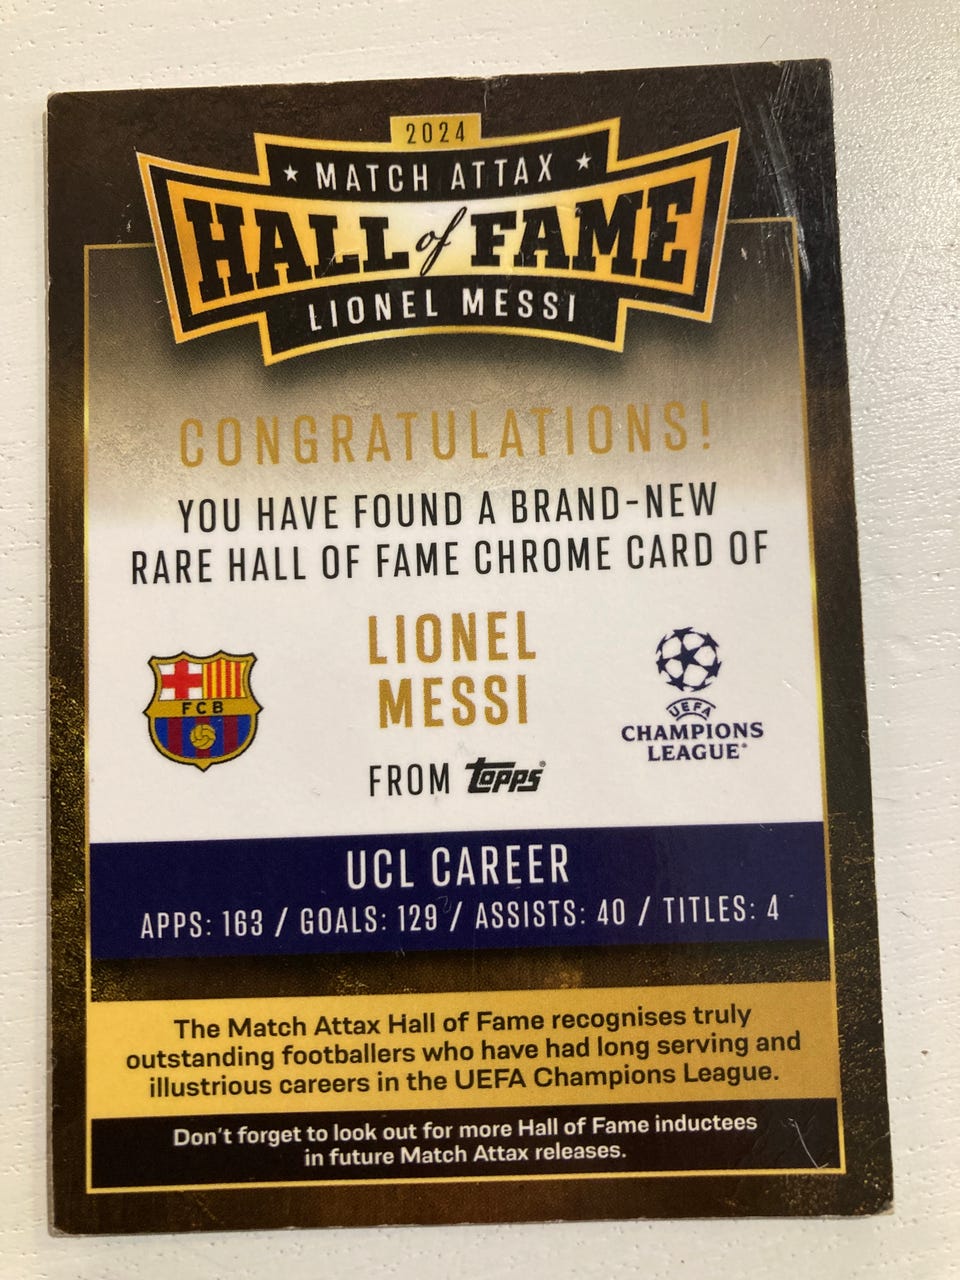 2024
★ MATCH ATTAX ★
HALL of FAME
LIONEL MESSI
CONGRATULATIONS!
YOU HAVE FOUND A BRAND-NEW
RARE HALL OF FAME CHROME CARD OF
LIONEL
MESSI
FCB
UEFA
CHAMPIONS
LEAGUE®
FROM Topps®
UCL CAREER
APPS: 163 / GOALS: 129 / ASSISTS: 40 / TITLES: 4
The Match Attax Hall of Fame recognises truly
outstanding footballers who have had long serving and
illustrious careers in the UEFA Champions League.
Don't forget to look out for more Hall of Fame inductees
in future Match Attax releases.